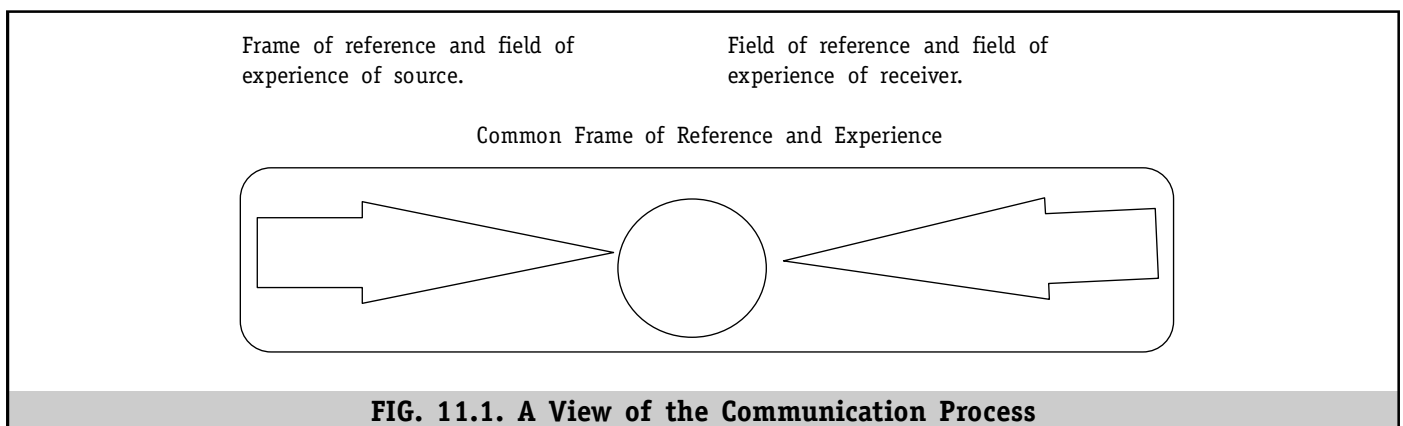 Frame of reference and field of
experience of source.
Field of reference and field of
experience of receiver.
Common Frame of Reference and Experience
FIG. 11.1. A View of the Communication Process